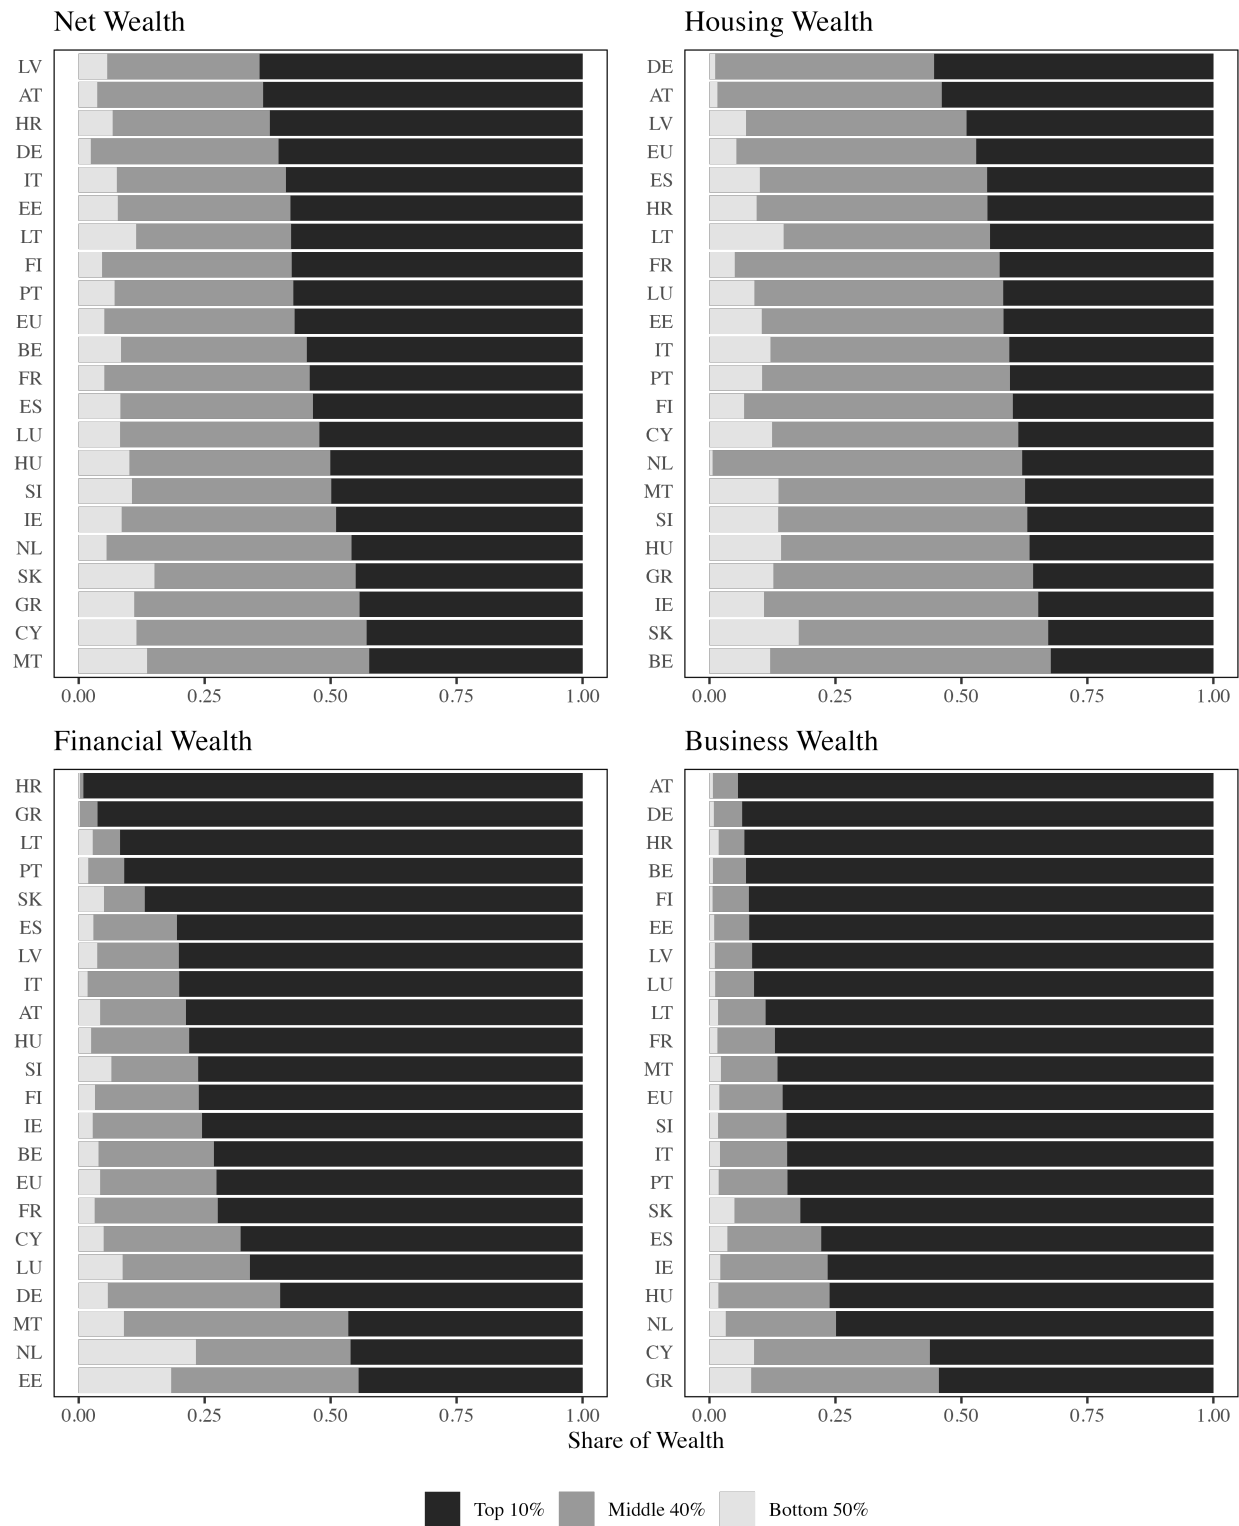 Net Wealth
LV
AT
HR
DE
IT
EE
LT
FI
PT
EU
BE
FR
ES
LU
HU
SI
IE
NL
SK
GR
CY
MT
0.00 0.25 0.50 0.75 1.00
Housing Wealth
DE
AT
LV
EU
ES
HR
LT
FR
LU
EE
IT
PT
FI
CY
NL
MT
SI
HU
GR
IE
SK
BE
0.00 0.25 0.50 0.75 1.00
Financial Wealth
HR
GR
LT
PT
SK
ES
LV
IT
AT
HU
SI
FI
IE
BE
EU
FR
CY
LU
DE
MT
NL
EE
0.00 0.25 0.50 0.75 1.00
Business Wealth
AT
DE
HR
BE
FI
EE
LV
LU
LT
FR
MT
EU
SI
IT
PT
SK
ES
IE
HU
NL
CY
GR
0.00 0.25 0.50 0.75 1.00
Share of Wealth
Top 10% Middle 40% Bottom 50%